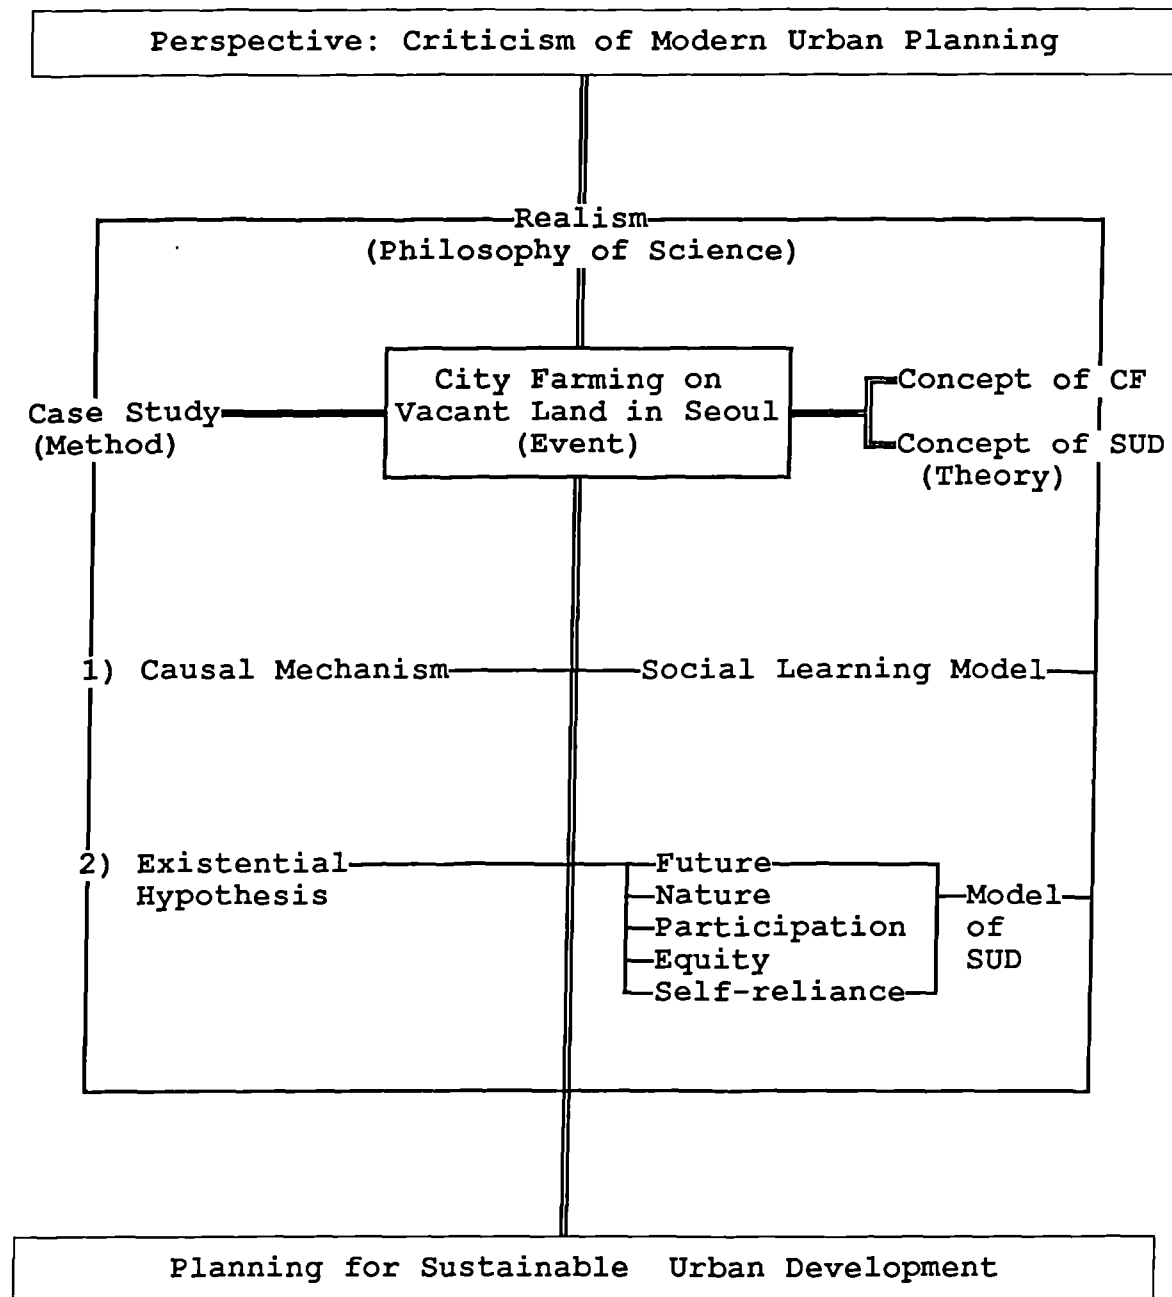 Perspective: Criticism of Modern Urban Planning
Realism
(Philosophy of Science)
Case Study
(Method)
City Farming on
Vacant Land in Seoul
(Event)
Concept of CF
Concept of SUD
(Theory)
1) Causal Mechanism
Social Learning Model
2) Existential
Hypothesis
Future
Nature
Participation
Equity
Self-reliance
Model
of
SUD
Planning for Sustainable Urban Development